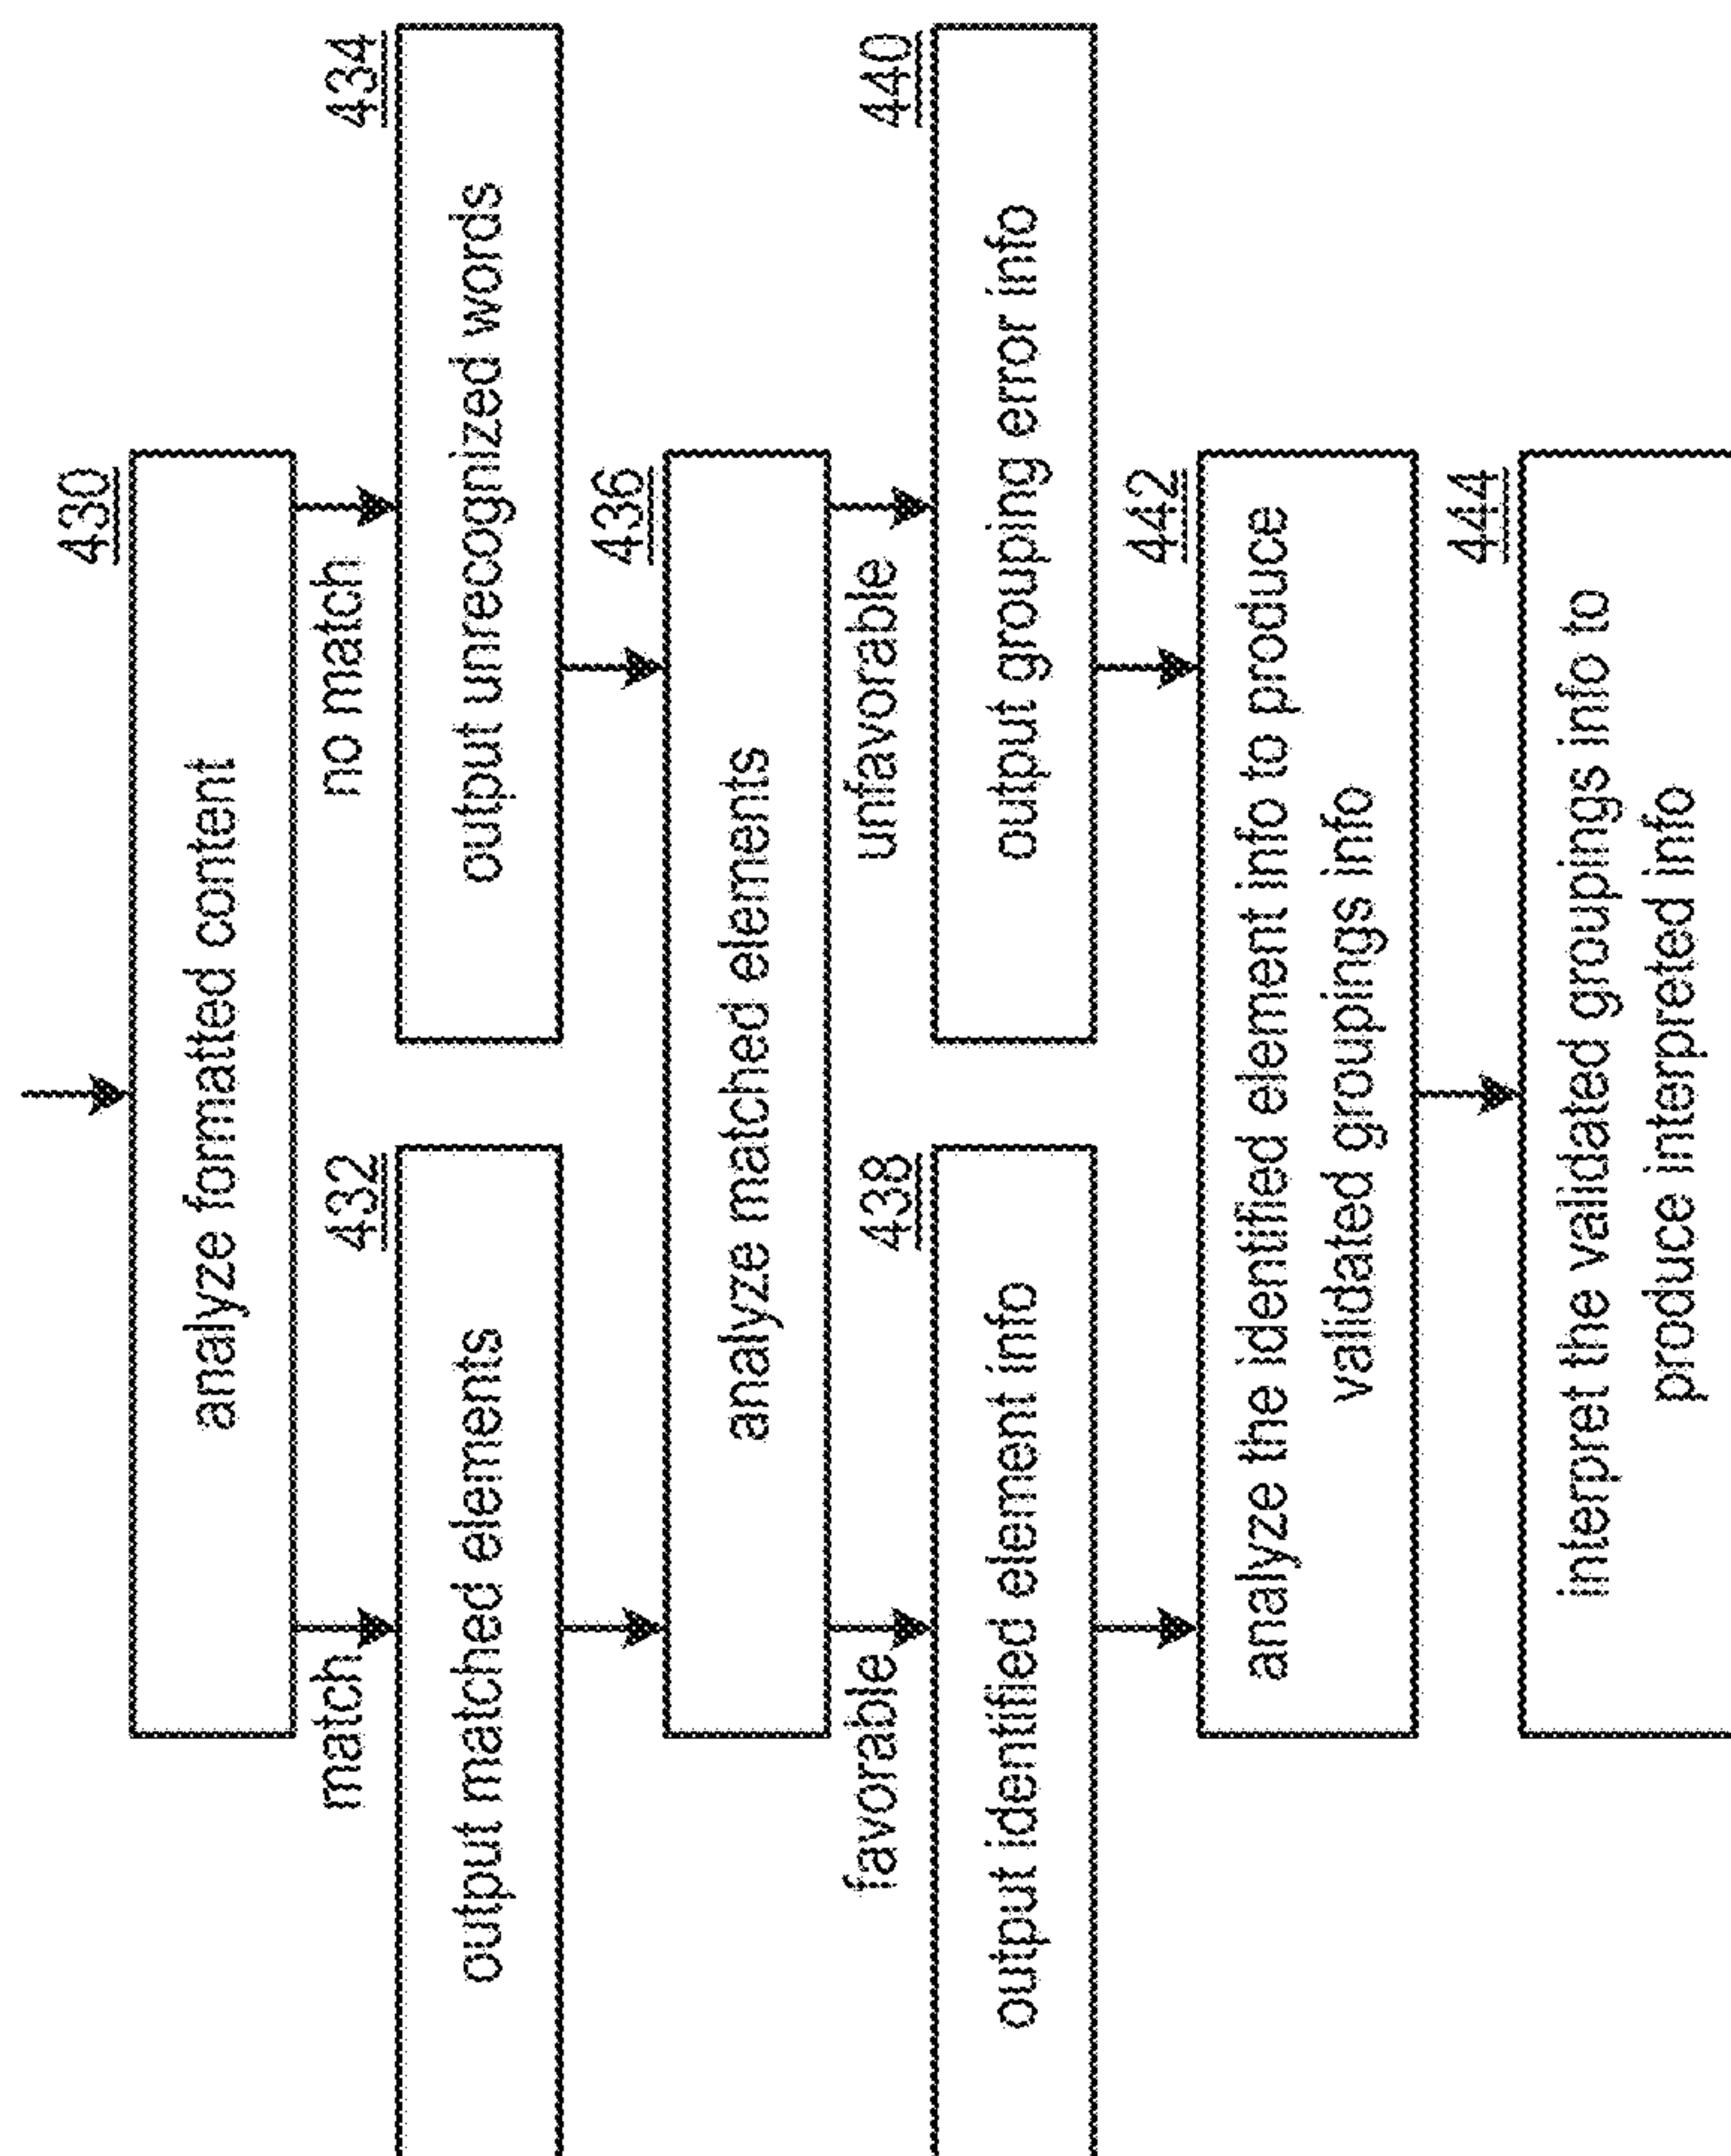 430
analyze formatted content
match
no match
432
output matched elements
434
output unrecognized words
436
analyze matched elements
favorable
unfavorable
438
output identified element info
440
output grouping error info
442
analyze the identified element info to produce
validated groupings info
444
interpret the validated groupings info to
produce interpreted info